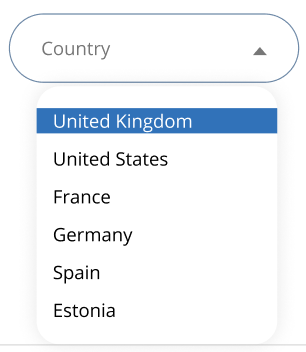 Country
United Kingdom
United States
France
Germany
Spain
Estonia